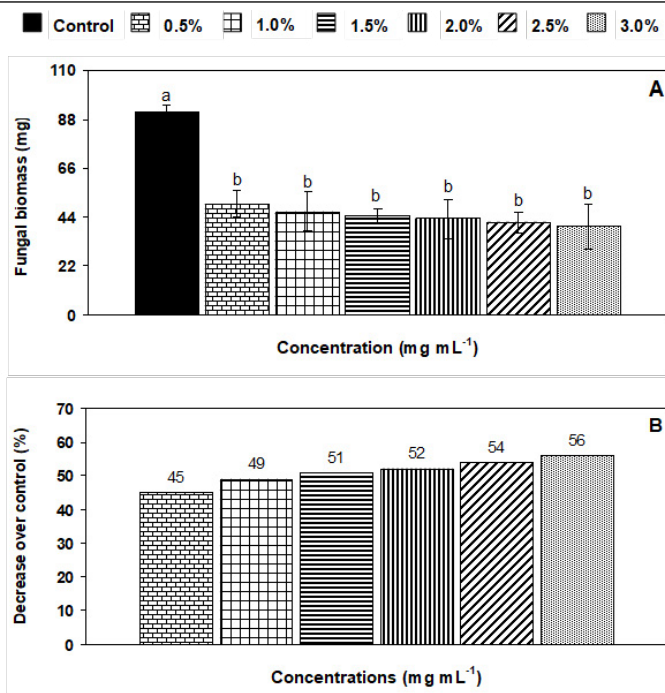 Control 0.5% 1.0% 1.5% 2.0% 2.5% 3.0%
A
110
88
66
44
22
0
Fungal biomass (mg)
a b b b b b b
Concentration (mg mL⁻¹)
B
70
60
50
40
30
20
10
0
Decrease over control (%)
45 49 51 52 54 56
Concentrations (mg mL⁻¹)